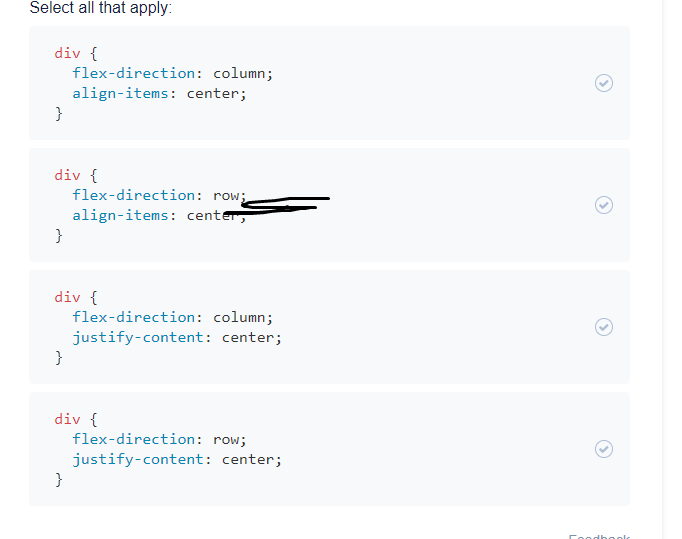 Select all that apply:
div {
flex-direction: column;
align-items: center;
}
div {
flex-direction: row;
align-items: center;
}
div {
flex-direction: column;
justify-content: center;
}
div {
flex-direction: row;
justify-content: center;
}
Feedback